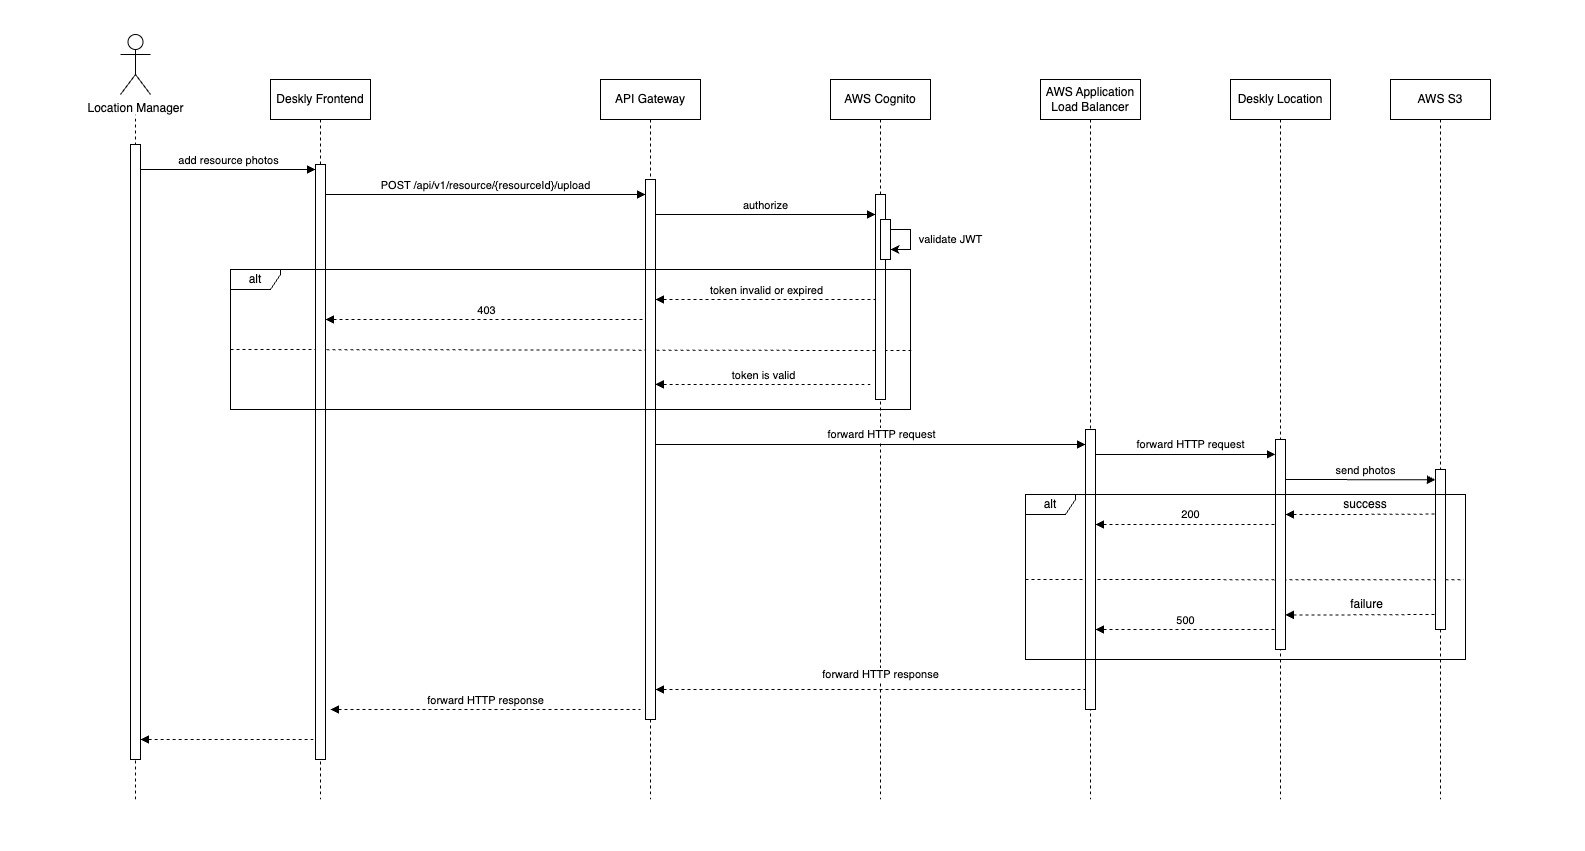 Location Manager
Deskly Frontend
API Gateway
AWS Cognito
AWS Application
Load Balancer
Deskly Location
AWS S3
add resource photos
POST /api/v1/resource/{resourceId}/upload
authorize
validate JWT
alt
token invalid or expired
403
token is valid
forward HTTP request
forward HTTP request
send photos
alt
success
200
failure
500
forward HTTP response
forward HTTP response